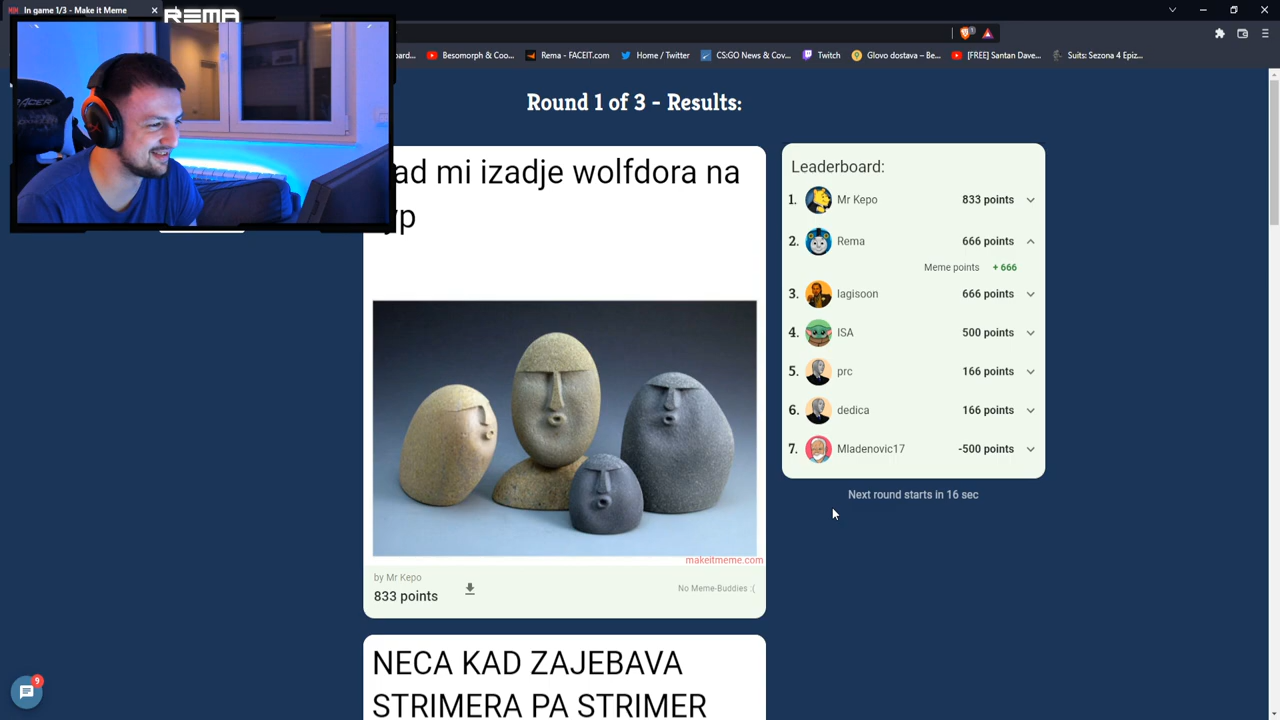 In game 1/3 - Make it Meme
REMA
oard...
Besomorph & Coo...
Rema - FACEIT.com
Home / Twitter
CS:GO News & Cov...
Twitch
Glovo dostava – Be...
[FREE] Santan Dave...
Suits: Sezona 4 Epiz...
Round 1 of 3 - Results:
ad mi izadje wolfdora na
yp
makeitmeme.com
by Mr Kepo
833 points
No Meme-Buddies :(
NECA KAD ZAJEBAVA
STRIMERA PA STRIMER
Leaderboard:
1. Mr Kepo 833 points
2. Rema 666 points
Meme points + 666
3. lagisoon 666 points
4. ISA 500 points
5. prc 166 points
6. dedica 166 points
7. Mladenovic17 -500 points
Next round starts in 16 sec
9